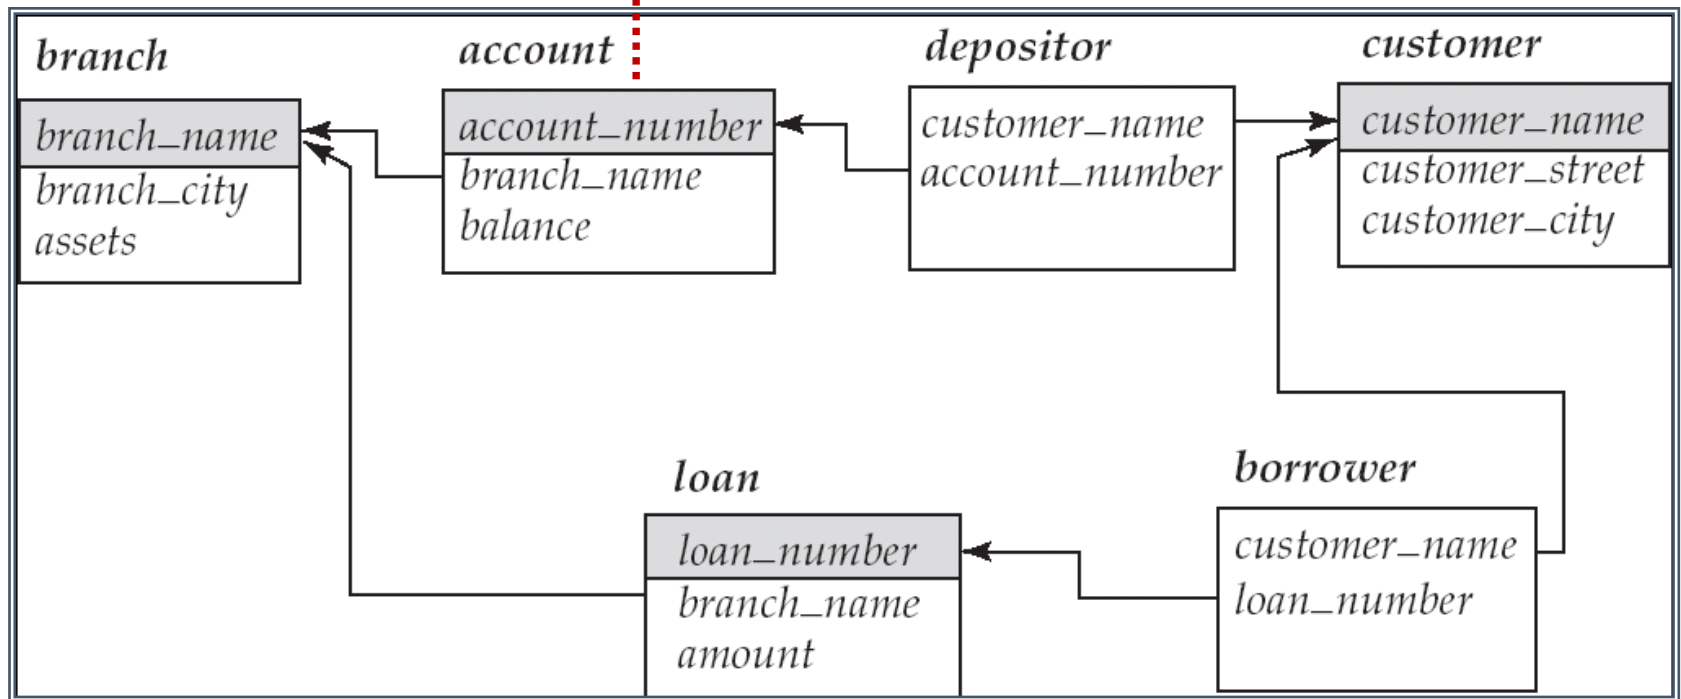 branch
branch_name
branch_city
assets
account
account_number
branch_name
balance
depositor
customer_name
account_number
customer
customer_name
customer_street
customer_city
loan
loan_number
branch_name
amount
borrower
customer_name
loan_number